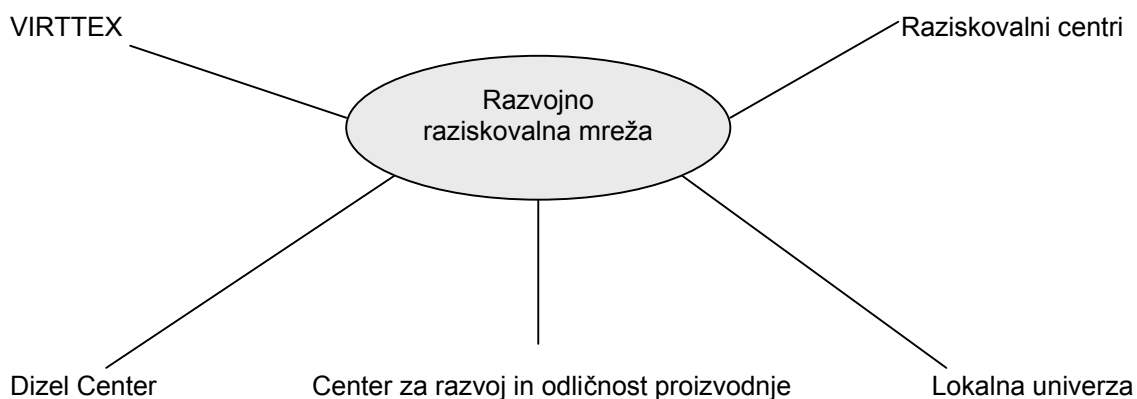 VIRTTEX
Raziskovalni centri
Razvojno
raziskovalna mreža
Dizel Center
Center za razvoj in odličnost proizvodnje
Lokalna univerza